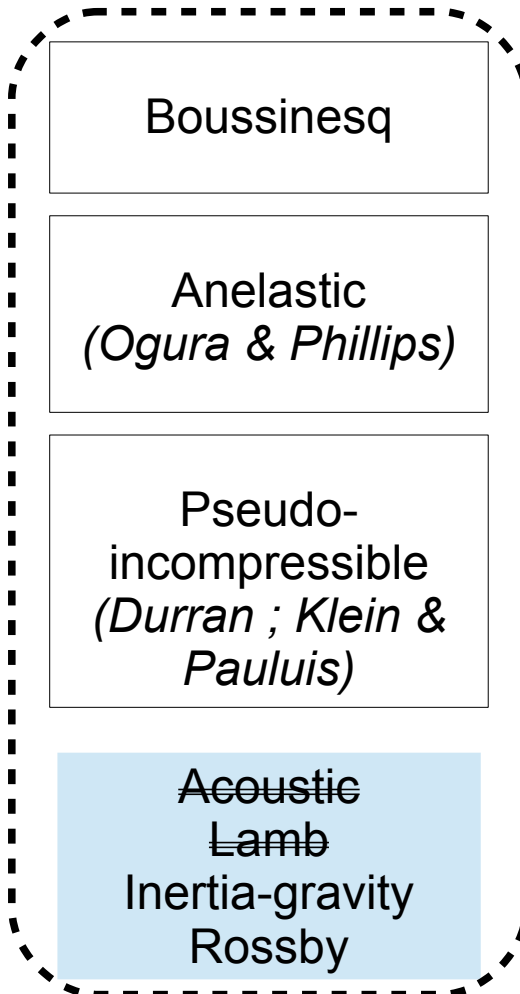 Boussinesq
Anelastic
(Ogura & Phillips)
Pseudo-
incompressible
(Durran ; Klein &
Pauluis)
Acoustic
Lamb
Inertia-gravity
Rossby